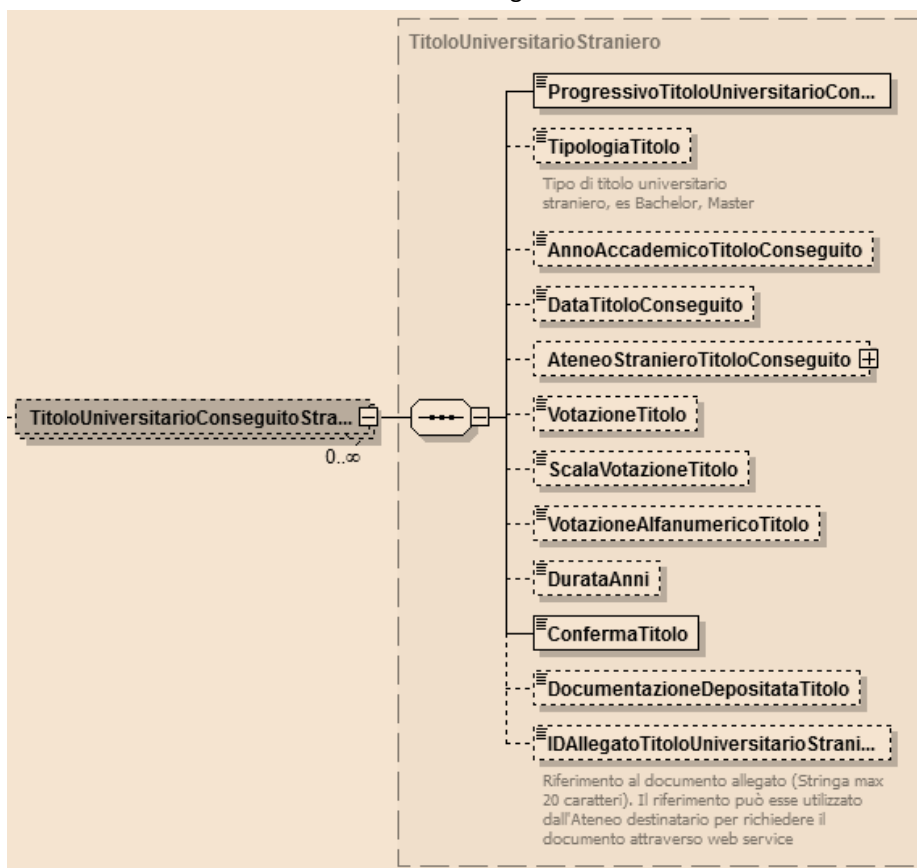 TitoloUniversitarioStraniero
ProgressivoTitoloUniversitarioCon...
TipologiaTitolo
Tipo di titolo universitario
straniero, es Bachelor, Master
AnnoAccademicoTitoloConseguito
DataTitoloConseguito
AteneoStranieroTitoloConseguito
TitoloUniversitarioConseguitoStra...
0..∞
VotazioneTitolo
ScalaVotazioneTitolo
VotazioneAlfanumericoTitolo
DurataAnni
ConfermaTitolo
DocumentazioneDepositataTitolo
IDAllegatoTitoloUniversitarioStrani...
Riferimento al documento allegato (Stringa max
20 caratteri). Il riferimento può esse utilizzato
dall'Ateneo destinatario per richiedere il
documento attraverso web service